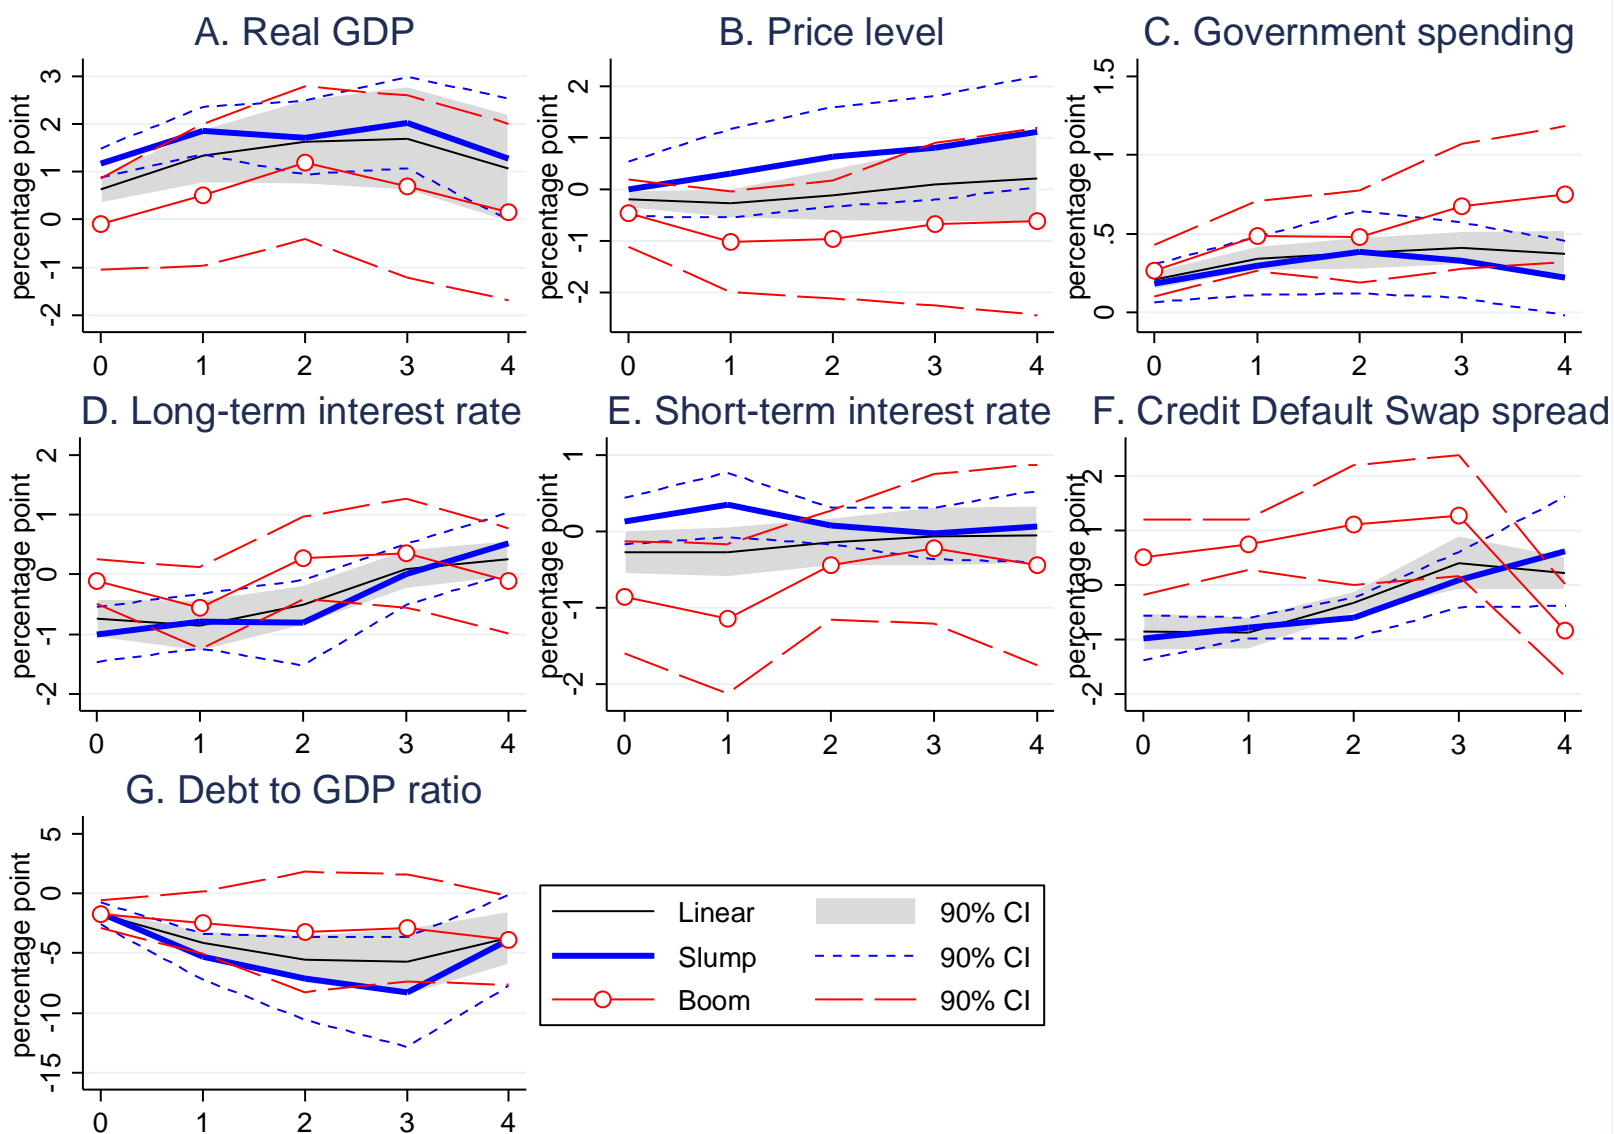 A. Real GDP
percentage point
3
2
1
0
-1
-2
0 1 2 3 4
B. Price level
percentage point
2
1
0
-1
-2
0 1 2 3 4
C. Government spending
percentage point
1.5
1
.5
0
0 1 2 3 4
D. Long-term interest rate
percentage point
2
1
0
-1
-2
0 1 2 3 4
E. Short-term interest rate
percentage point
1
0
-1
-2
0 1 2 3 4
F. Credit Default Swap spread
percentage point
2
1
0
-1
-2
0 1 2 3 4
G. Debt to GDP ratio
percentage point
5
0
-5
-10
-15
0 1 2 3 4
Linear 90% CI
Slump 90% CI
Boom 90% CI